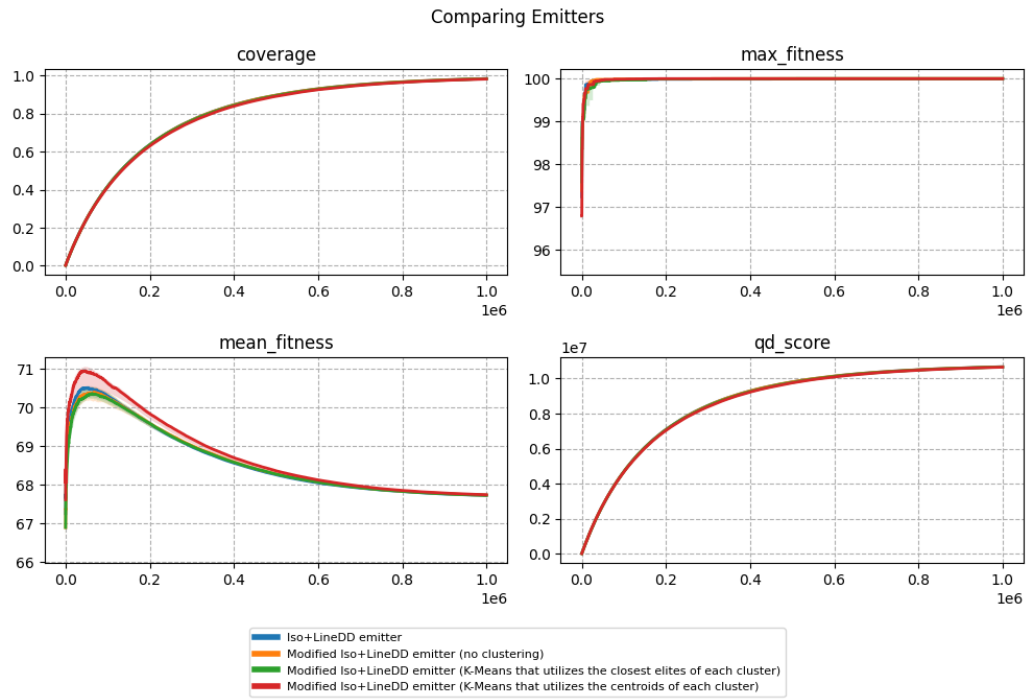 Comparing Emitters
coverage
1.0
0.8
0.6
0.4
0.2
0.0
0.0 0.2 0.4 0.6 0.8 1.0
1e6
max_fitness
100
99
98
97
96
0.0 0.2 0.4 0.6 0.8 1.0
1e6
mean_fitness
71
70
69
68
67
66
0.0 0.2 0.4 0.6 0.8 1.0
1e6
qd_score
1e7
1.0
0.8
0.6
0.4
0.2
0.0
0.0 0.2 0.4 0.6 0.8 1.0
1e6
Iso+LineDD emitter
Modified Iso+LineDD emitter (no clustering)
Modified Iso+LineDD emitter (K-Means that utilizes the closest elites of each cluster)
Modified Iso+LineDD emitter (K-Means that utilizes the centroids of each cluster)